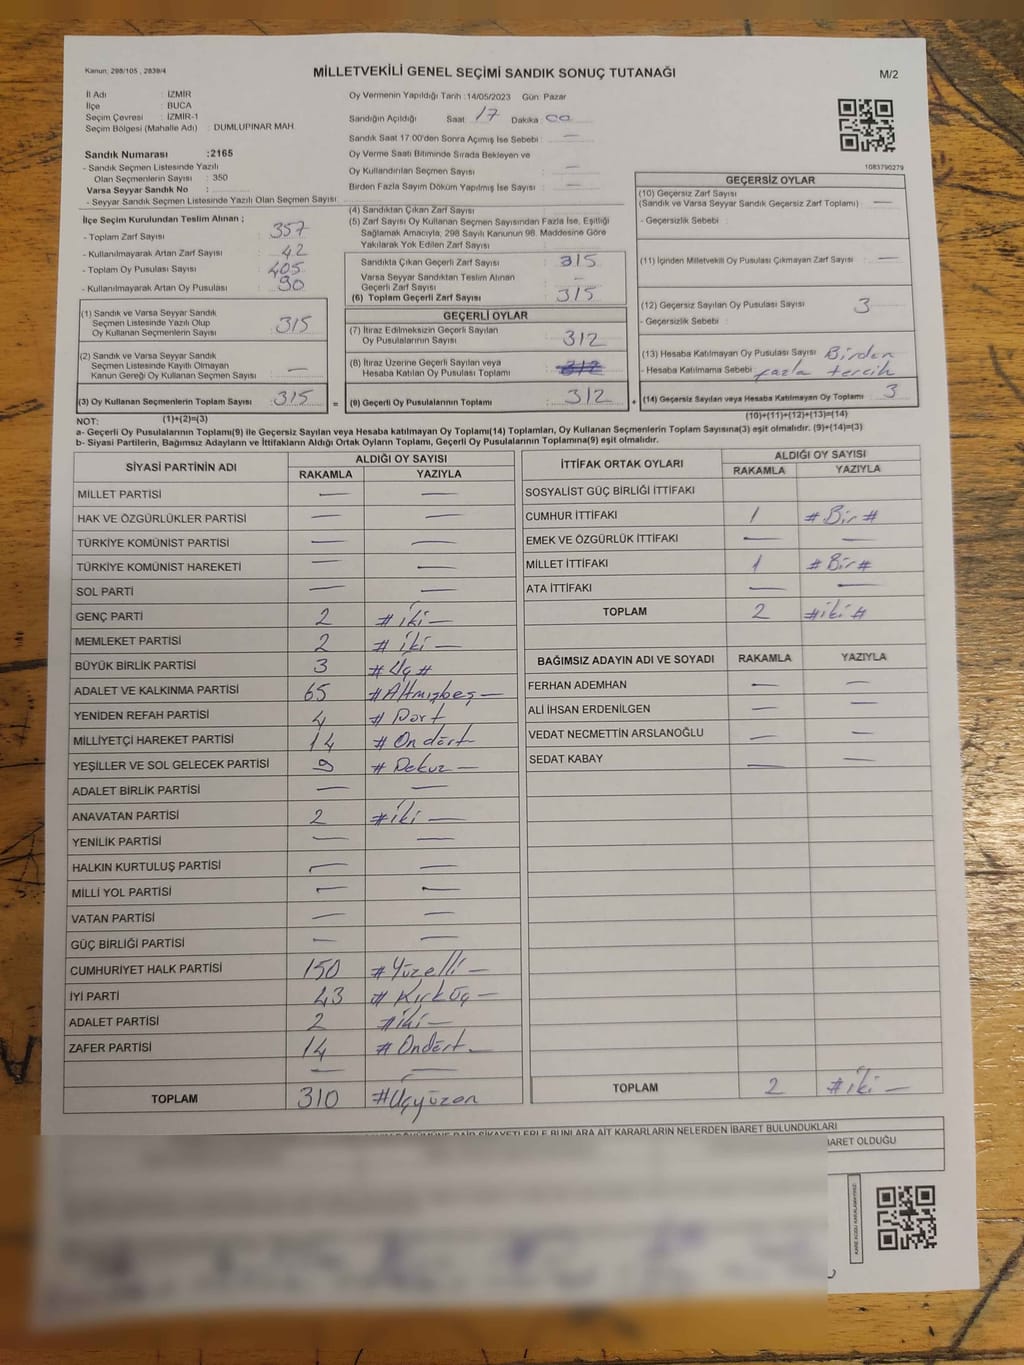 Kanun: 298/105 , 2839/4
MİLLETVEKİLİ GENEL SEÇİMİ SANDIK SONUÇ TUTANAĞI
M/2
İl Adı : İZMİR
İlçe : BUCA
Seçim Çevresi : İZMİR-1
Seçim Bölgesi (Mahalle Adı) : DUMLUPINAR MAH.
Sandık Numarası :2165
- Sandık Seçmen Listesinde Yazılı
Olan Seçmenlerin Sayısı : 350
Varsa Seyyar Sandık No :
- Seyyar Sandık Seçmen Listesinde Yazılı Olan Seçmen Sayısı :
Oy Vermenin Yapıldığı Tarih :14/05/2023 Gün: Pazar
Sandığın Açıldığı Saat : 17 Dakika : 00
Sandık Saat 17:00'den Sonra Açımış İse Sebebi : —
Oy Verme Saati Bitiminde Sırada Bekleyen ve
Oy Kullandırılan Seçmen Sayısı : —
Birden Fazla Sayım Döküm Yapılmış İse Sayısı : —
1083790279
İlçe Seçim Kurulundan Teslim Alınan ;
- Toplam Zarf Sayısı : 357
- Kullanılmayarak Artan Zarf Sayısı : 42
- Toplam Oy Pusulası Sayısı : 405
- Kullanılmayarak Artan Oy Pusulası : 90
(1) Sandık ve Varsa Seyyar Sandık
Seçmen Listesinde Yazılı Olup
Oy Kullanan Seçmenlerin Sayısı : 315
(2) Sandık ve Varsa Seyyar Sandık
Seçmen Listesinde Kayıtlı Olmayan
Kanun Gereği Oy Kullanan Seçmen Sayısı : —
(3) Oy Kullanan Seçmenlerin Toplam Sayısı : 315 =
(4) Sandıktan Çıkan Zarf Sayısı :
(5) Zarf Sayısı Oy Kullanan Seçmen Sayısından Fazla İse, Eşitliği
Sağlamak Amacıyla, 298 Sayılı Kanunun 98. Maddesine Göre
Yakılarak Yok Edilen Zarf Sayısı :
Sandıkta Çıkan Geçerli Zarf Sayısı : 315
Varsa Seyyar Sandıktan Teslim Alınan
Geçerli Zarf Sayısı : —
(6) Toplam Geçerli Zarf Sayısı : 315
GEÇERLİ OYLAR
(7) İtiraz Edilmeksizin Geçerli Sayılan
Oy Pusulalarının Sayısı : 312
(8) İtiraz Üzerine Geçerli Sayılan veya
Hesaba Katılan Oy Pusulası Toplamı : 312
(9) Geçerli Oy Pusulalarının Toplamı : 312 +
GEÇERSİZ OYLAR
(10) Geçersiz Zarf Sayısı
(Sandık ve Varsa Seyyar Sandık Geçersiz Zarf Toplamı) : —
- Geçersizlik Sebebi :
(11) İçinden Milletvekili Oy Pusulası Çıkmayan Zarf Sayısı : —
(12) Geçersiz Sayılan Oy Pusulası Sayısı : 3
- Geçersizlik Sebebi :
(13) Hesaba Katılmayan Oy Pusulası Sayısı : Birden
- Hesaba Katılmama Sebebi : fazla tercih
(14) Geçersiz Sayılan veya Hesaba Katılmayan Oy Toplamı : 3
NOT: (1)+(2)=(3) (10)+(11)+(12)+(13)=(14)
a- Geçerli Oy Pusulalarının Toplamı(9) ile Geçersiz Sayılan veya Hesaba katılmayan Oy Toplamı(14) Toplamları, Oy Kullanan Seçmenlerin Toplam Sayısına(3) eşit olmalıdır. (9)+(14)=(3)
b- Siyasi Partilerin, Bağımsız Adayların ve İttifakların Aldığı Ortak Oyların Toplamı, Geçerli Oy Pusulalarının Toplamına(9) eşit olmalıdır.
SİYASİ PARTİNİN ADI ALDIĞI OY SAYISI
RAKAMLA YAZIYLA
MİLLET PARTİSİ — —
HAK VE ÖZGÜRLÜKLER PARTİSİ — —
TÜRKİYE KOMÜNİST PARTİSİ — —
TÜRKİYE KOMÜNİST HAREKETİ — —
SOL PARTİ — —
GENÇ PARTİ 2 # iki —
MEMLEKET PARTİSİ 2 # iki —
BÜYÜK BİRLİK PARTİSİ 3 # Üç #
ADALET VE KALKINMA PARTİSİ 65 # Altmışbeş —
YENİDEN REFAH PARTİSİ 4 # Dört
MİLLİYETÇİ HAREKET PARTİSİ 14 # Ondört
YEŞİLLER VE SOL GELECEK PARTİSİ 9 # Dokuz —
ADALET BİRLİK PARTİSİ — —
ANAVATAN PARTİSİ 2 # iki —
YENİLİK PARTİSİ — —
HALKIN KURTULUŞ PARTİSİ — —
MİLLİ YOL PARTİSİ — —
VATAN PARTİSİ — —
GÜÇ BİRLİĞİ PARTİSİ — —
CUMHURİYET HALK PARTİSİ 150 # Yüzelli —
İYİ PARTİ 43 # Kırküç —
ADALET PARTİSİ 2 # iki —
ZAFER PARTİSİ 14 # Ondört —
— —
TOPLAM 310 # Üçyüzon
İTTİFAK ORTAK OYLARI ALDIĞI OY SAYISI
RAKAMLA YAZIYLA
SOSYALİST GÜÇ BİRLİĞİ İTTİFAKI
CUMHUR İTTİFAKI 1 # Bir #
EMEK VE ÖZGÜRLÜK İTTİFAKI — —
MİLLET İTTİFAKI 1 # Bir #
ATA İTTİFAKI — —
TOPLAM 2 # iki #
BAĞIMSIZ ADAYIN ADI VE SOYADI RAKAMLA YAZIYLA
FERHAN ADEMHAN — —
ALİ İHSAN ERDENİLGEN — —
VEDAT NECMETTİN ARSLANOĞLU — —
SEDAT KABAY — —
TOPLAM 2 # iki —
ŞİKAYETLERLE BUNLARA AİT KARARLARIN NELERDEN İBARET BULUNDUKLARI
İBARET OLDUĞU